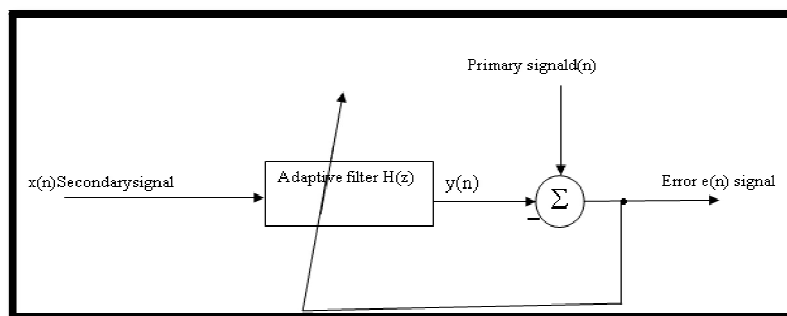 Primary signald(n)
x(n)Secondarysignal
Adaptive filter H(z)
y(n)
Σ
–
Error e(n) signal